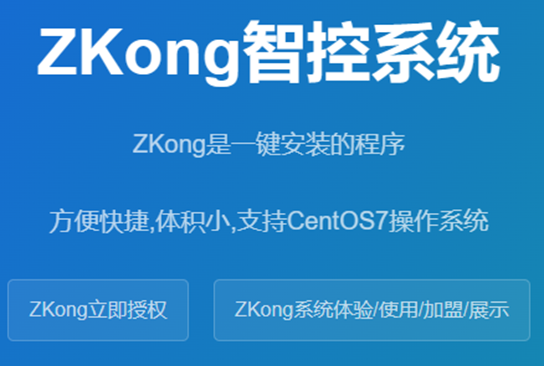 ZKong智控系统
ZKong是一键安装的程序
方便快捷,体积小,支持CentOS7操作系统
ZKong立即授权
ZKong系统体验/使用/加盟/展示